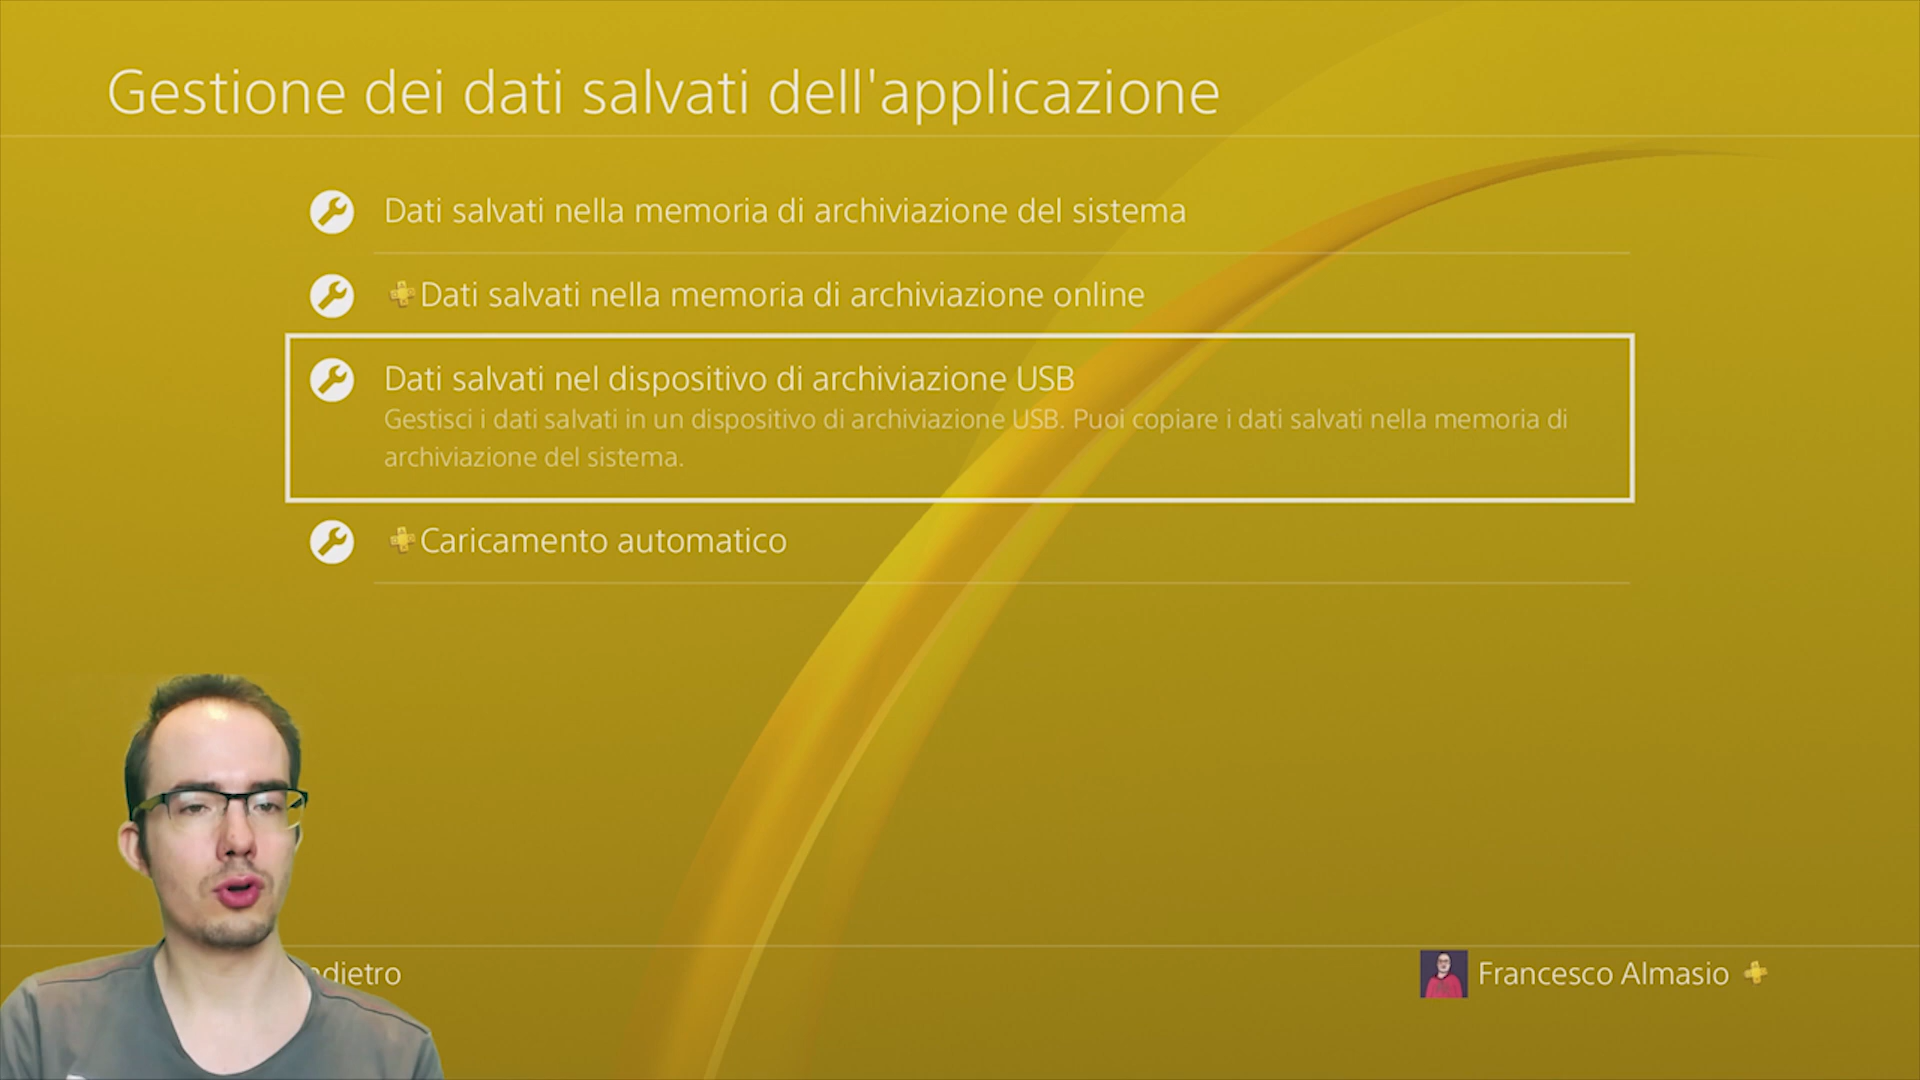 Gestione dei dati salvati dell'applicazione
Dati salvati nella memoria di archiviazione del sistema
Dati salvati nella memoria di archiviazione online
Dati salvati nel dispositivo di archiviazione USB
Gestisci i dati salvati in un dispositivo di archiviazione USB. Puoi copiare i dati salvati nella memoria di
archiviazione del sistema.
Caricamento automatico
ndietro
Francesco Almasio